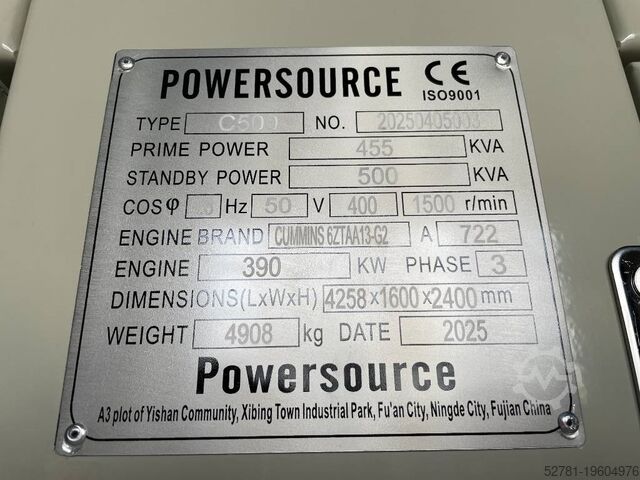 POWERSOURCE CE
ISO9001
TYPE C500 NO. 20250405003
PRIME POWER 455 KVA
STANDBY POWER 500 KVA
COSφ Hz 50 V 400 1500 r/min
ENGINE BRAND CUMMINS 6ZTAA13-G2 A 722
ENGINE 390 KW PHASE 3
DIMENSIONS(LxWxH) 4258x1600x2400 mm
WEIGHT 4908 kg DATE 2025
Powersource
A3 plot of Yishan Community, Xibing Town Industrial Park, Fu'an City, Ningde City, Fujian China
52781-19604976